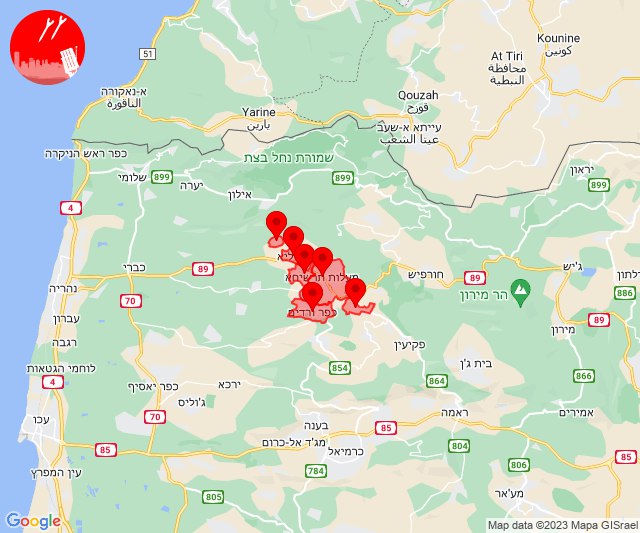 Kounine
كونين
51
At Tiri
محافظة
النبطية
א-נאקורה
الناقورة
Qouzah
قوزح
Yarine
يارين
עייתא א-שעב
عيتا الشعب
כפר ראש הניקרה
שמורת נחל בצת
יראון
שלומי
899
899
899
יערה
אילון
4
כברי
89
מעלות תרשיחא
חורפיש
89
ג'יש
דלתון
886
נהריה
70
הר מירון
עברון
כפר ורדים
מירון
רגבה
פקיעין
לוחמי הגטאות
854
בית ג'ן
866
4
כפר יאסיף
ירכא
864
ג'וליס
אמירים
עכו
70
ראמה
בענה
85
85
מג'ד אל-כרום
כרמיאל
804
85
עין המפרץ
784
806
805
מע'אר
Google
Map data ©2023 Mapa GISrael